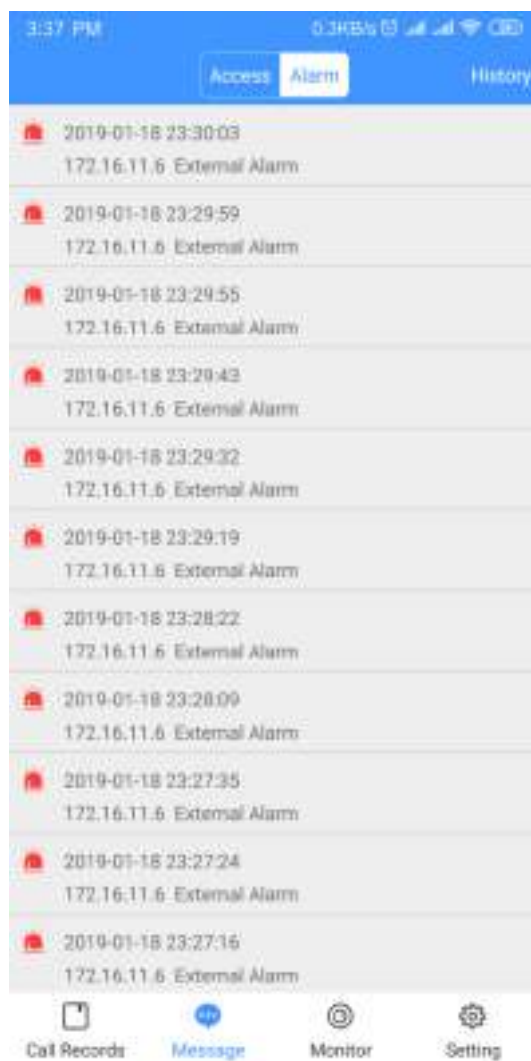 3:37 PM 0.3KB/s
Access Alarm History
2019-01-18 23:30:03
172.16.11.6 External Alarm
2019-01-18 23:29:59
172.16.11.6 External Alarm
2019-01-18 23:29:55
172.16.11.6 External Alarm
2019-01-18 23:29:43
172.16.11.6 External Alarm
2019-01-18 23:29:32
172.16.11.6 External Alarm
2019-01-18 23:29:19
172.16.11.6 External Alarm
2019-01-18 23:28:22
172.16.11.6 External Alarm
2019-01-18 23:28:09
172.16.11.6 External Alarm
2019-01-18 23:27:35
172.16.11.6 External Alarm
2019-01-18 23:27:24
172.16.11.6 External Alarm
2019-01-18 23:27:16
172.16.11.6 External Alarm
Call Records Message Monitor Setting